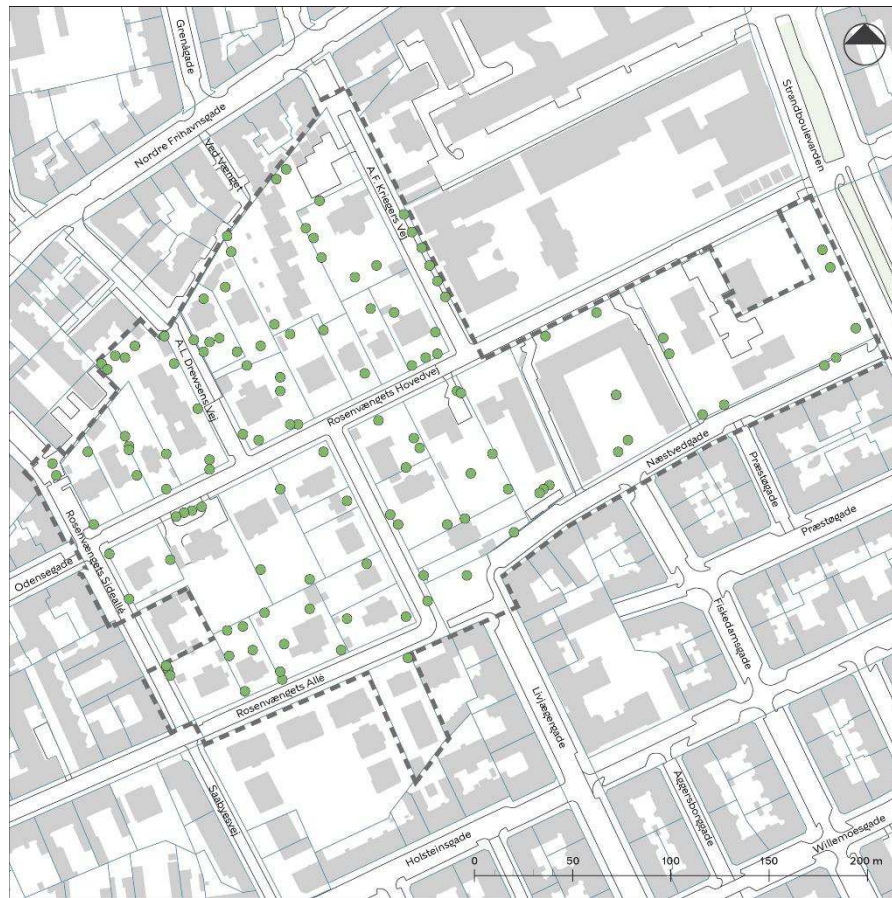 Grenågade
Nordre Frihavnsgade
Ved Vænget
A.F. Kriegers Vej
Strandboulevarden
A.L. Drewsens Vej
Rosenvængets Hovedvej
Næstvedgade
Præstøgade
Præstøgade
Odensegade
Rosenvængets Sideallé
Fiskedamsgade
Rosenvængets Allé
Livjægergade
Saabyesvej
Aggersborggade
Willemoesgade
Holsteinsgade
0 50 100 150 200 m